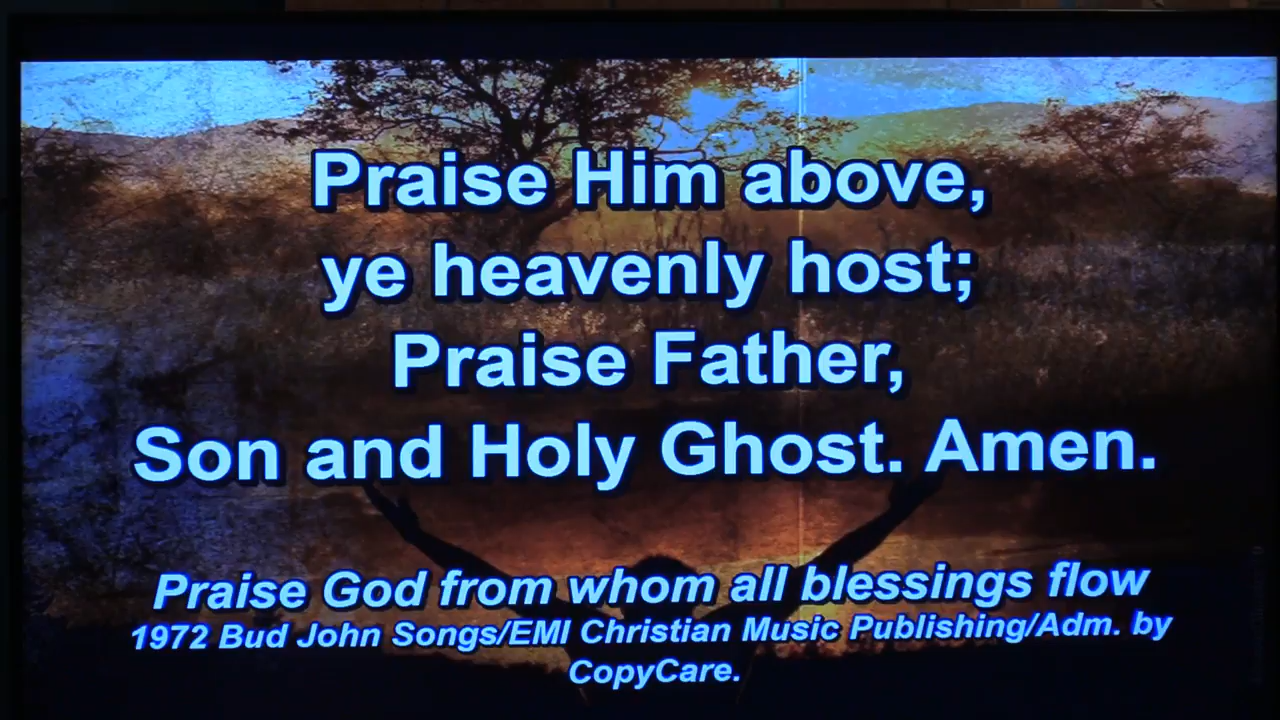 Praise Him above,
ye heavenly host;
Praise Father,
Son and Holy Ghost. Amen.
Praise God from whom all blessings flow
1972 Bud John Songs/EMI Christian Music Publishing/Adm. by
CopyCare.